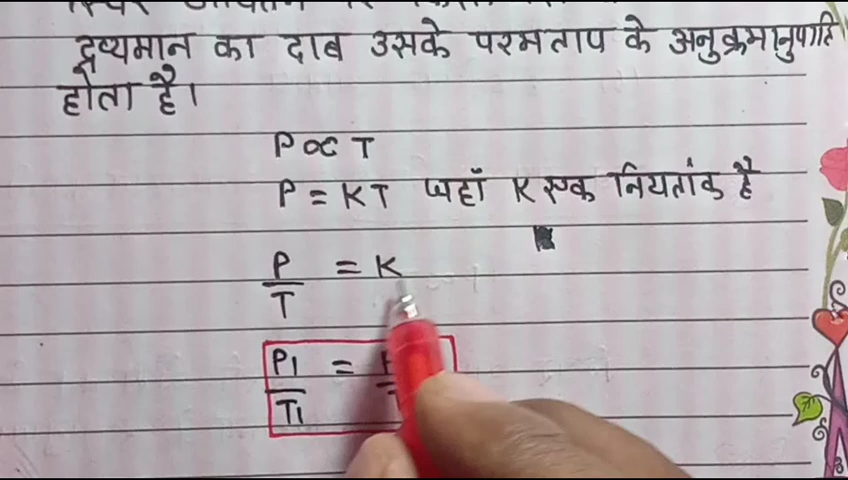 द्रव्यमान का दाब उसके परमताप के अनुक्रमानुपाति
होता है।
P ∝ T
P = KT जहाँ K एक नियतांक है
P/T = K
P1/T1 =